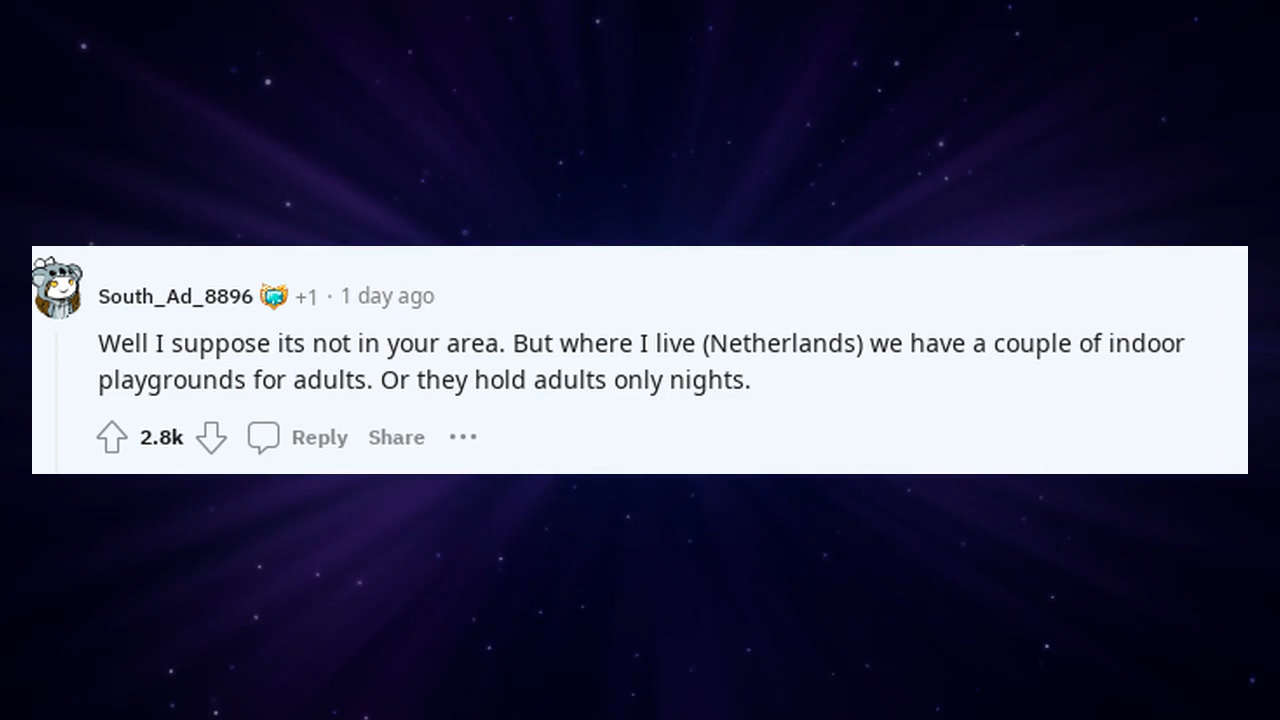 South_Ad_8896 +1 · 1 day ago
Well I suppose its not in your area. But where I live (Netherlands) we have a couple of indoor
playgrounds for adults. Or they hold adults only nights.
2.8k Reply Share ···